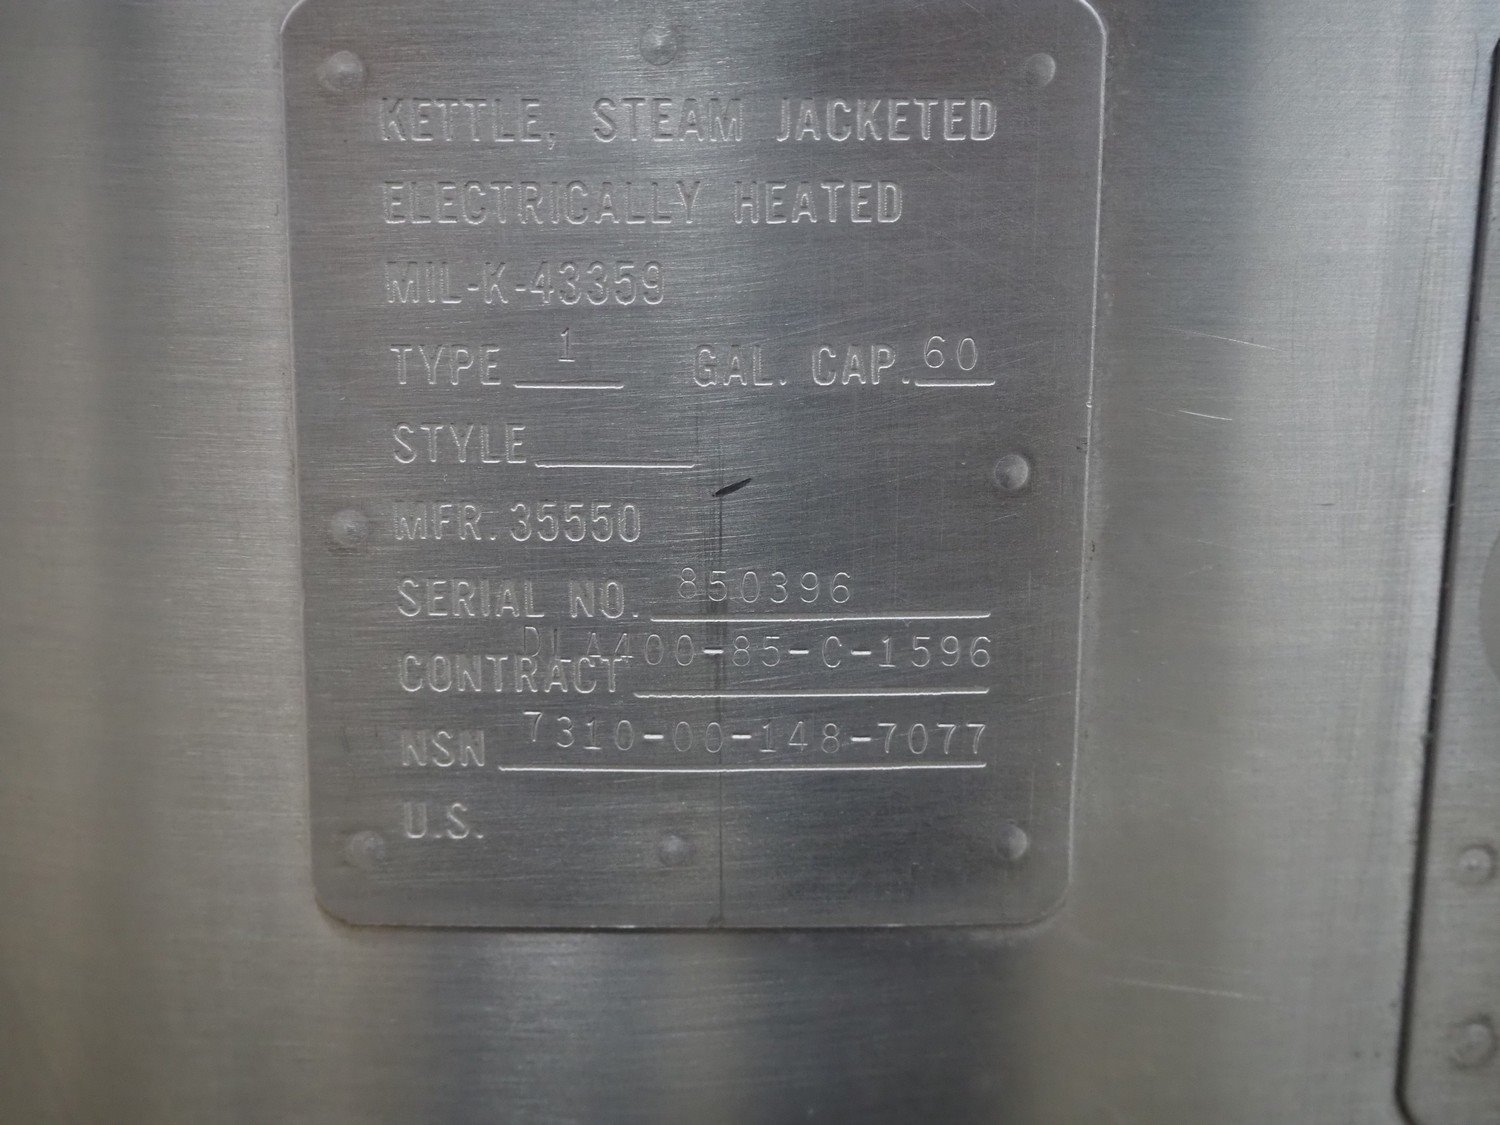 KETTLE, STEAM JACKETED
ELECTRICALLY HEATED
MIL-K-43359
TYPE 1 GAL. CAP. 60
STYLE
MFR. 35550
SERIAL NO. 850396
CONTRACT DLA400-85-C-1596
NSN 7310-00-148-7077
U.S.